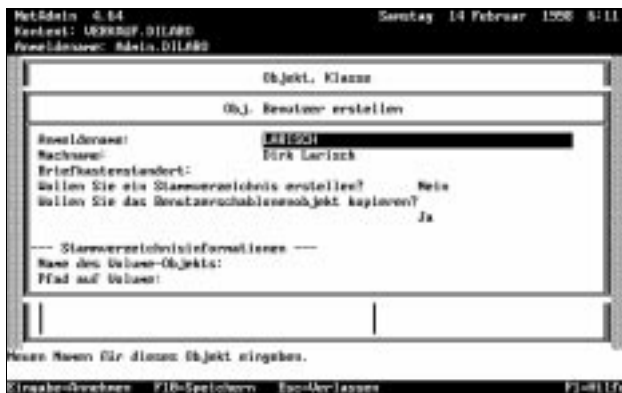 NetAdmin 4.64 Samstag 14 Februar 1998 6:11
Kontext: VERKAUF.DILARO
Anmeldename: Admin.DILARO
Objekt, Klasse
Obj. Benutzer erstellen
Anmeldename: LARISCH
Nachname: Dirk Larisch
Briefkastenstandort:
Wollen Sie ein Stammverzeichnis erstellen? Nein
Wollen Sie das Benutzerschablonenobjekt kopieren?
Ja
--- Stammverzeichnisinformationen ---
Name des Volume-Objekts:
Pfad auf Volume:
Neuen Namen für dieses Objekt eingeben.
Eingabe=Annehmen F10=Speichern Esc=Verlassen F1=Hilfe